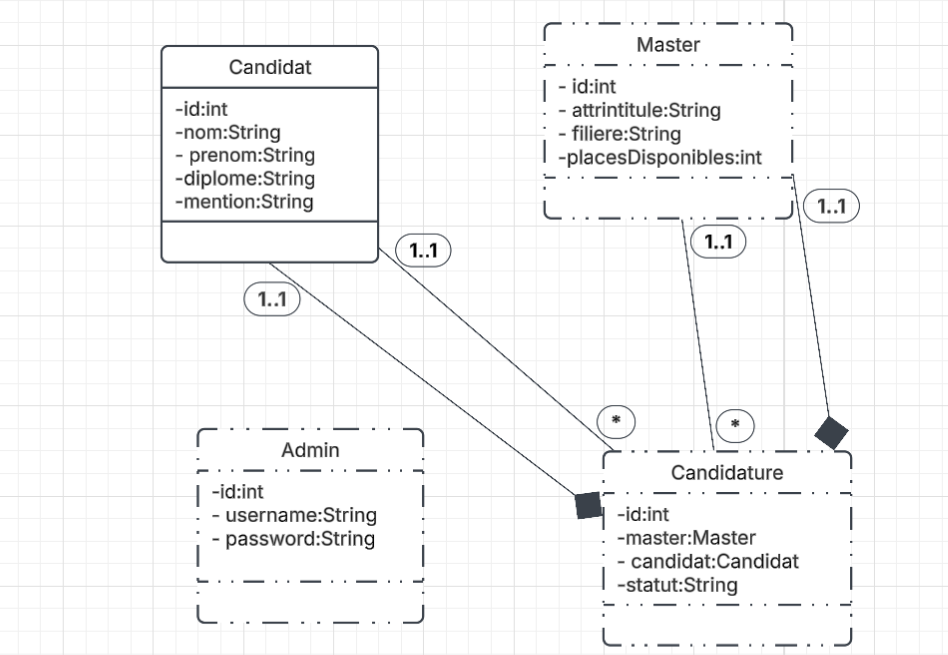 Candidat
-id:int
-nom:String
- prenom:String
-diplome:String
-mention:String
Master
- id:int
- attrintitule:String
- filiere:String
-placesDisponibles:int
1..1
1..1
1..1
1..1
*
*
Admin
-id:int
- username:String
- password:String
Candidature
-id:int
-master:Master
- candidat:Candidat
-statut:String